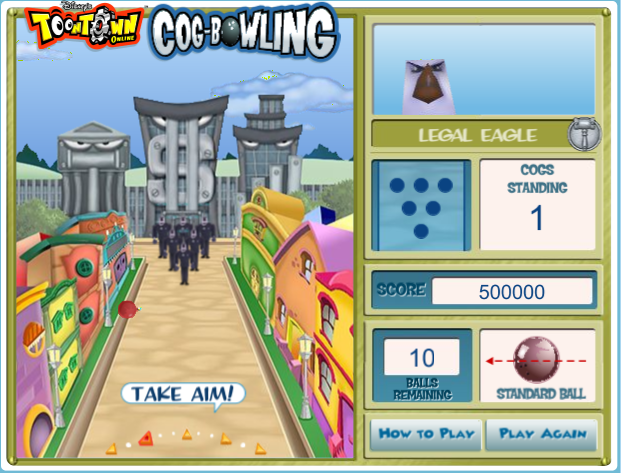 Disney's
TOONTOWN
ONLINE
COG-BOWLING
LEGAL EAGLE
COGS
STANDING
1
SCORE 500000
10
BALLS
REMAINING
STANDARD BALL
TAKE AIM!
HOW TO PLAY
PLAY AGAIN